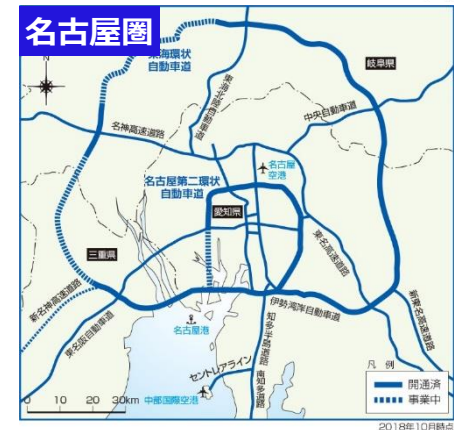 名古屋圏
N
東海環状
自動車道
岐阜県
東海北陸自動車道
中央自動車道
名神高速道路
名古屋
空港
名古屋第二環状
自動車道
愛知県
東名高速道路
三重県
新名神高速道路
東名阪自動車道
伊勢湾岸自動車道
新東名高速道路
名古屋港
知多半島道路
セントレアライン
南知多道路
中部国際空港
凡 例
開通済
事業中
0 10 20 30km
2018年10月時点